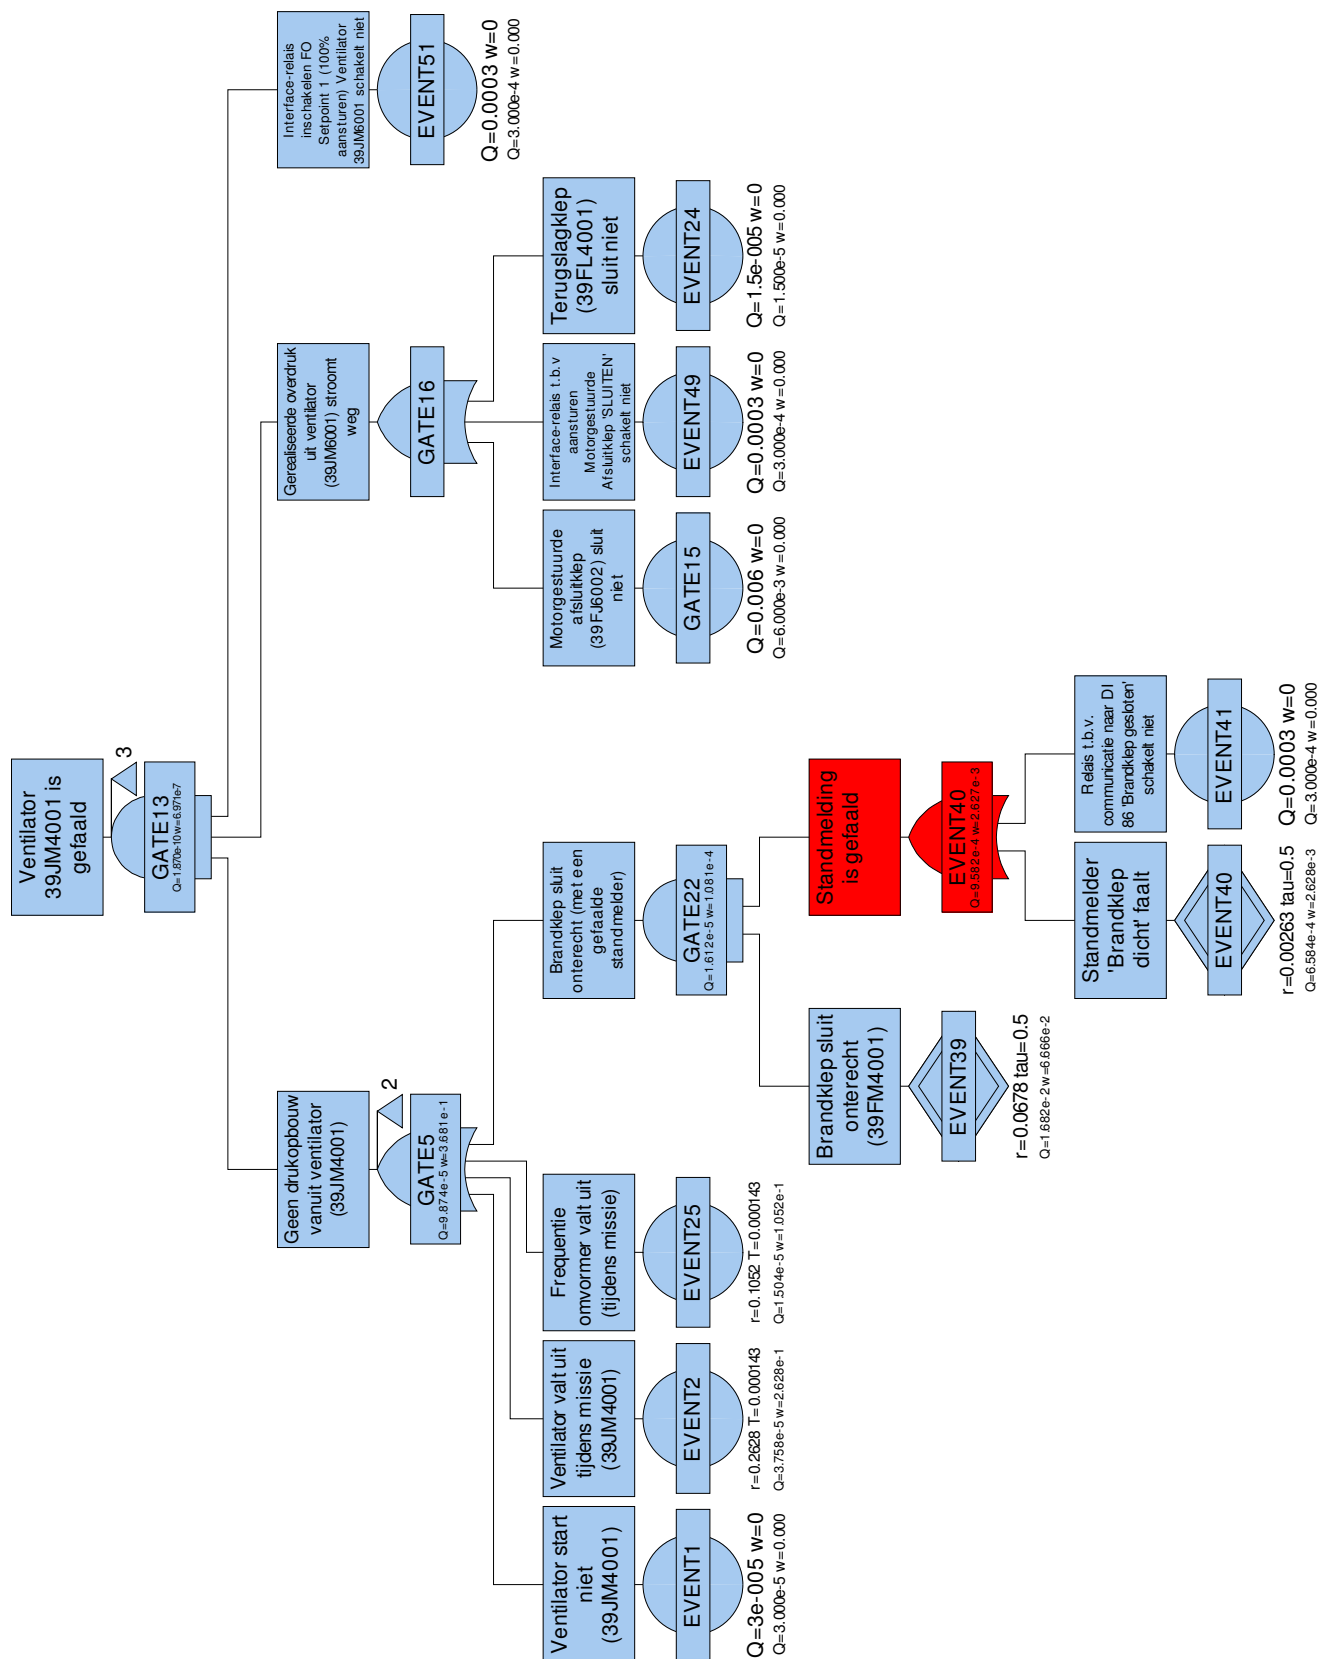 Ventilator
39JM4001 is
gefaald
3
GATE13
Q=1.870e-10 w=6.971e-7
Geen drukopbouw
vanuit ventilator
(39JM4001)
2
GATE5
Q=9.874e-5 w=3.681e-1
Gerealiseerde overdruk
uit ventilator
(39JM6001) stroomt
weg
GATE16
Interface-relais
inschakelen FO
Setpoint 1 (100%
aansturen) Ventilator
39JM6001 schakelt niet
EVENT51
Q=0.0003 w=0
Q=3.000e-4 w=0.000
Ventilator start
niet
(39JM4001)
EVENT1
Q=3e-005 w=0
Q=3.000e-5 w=0.000
Ventilator valt uit
tijdens missie
(39JM4001)
EVENT2
r=0.2628 T=0.000143
Q=3.758e-5 w=2.628e-1
Frequentie
omvormer valt uit
(tijdens missie)
EVENT25
r=0.1052 T=0.000143
Q=1.504e-5 w=1.052e-1
Brandklep sluit
onterecht (met een
gefaalde
standmelder)
GATE22
Q=1.612e-5 w=1.081e-4
Motorgestuurde
afsluitklep
(39FJ6002) sluit
niet
GATE15
Q=0.006 w=0
Q=6.000e-3 w=0.000
Interface-relais t.b.v
aansturen
Motorgestuurde
Afsluitklep 'SLUITEN'
schakelt niet
EVENT49
Q=0.0003 w=0
Q=3.000e-4 w=0.000
Terugslagklep
(39FL4001)
sluit niet
EVENT24
Q=1.5e-005 w=0
Q=1.500e-5 w=0.000
Brandklep sluit
onterecht
(39FM4001)
EVENT39
r=0.0678 tau=0.5
Q=1.682e-2 w=6.666e-2
Standmelding
is gefaald
EVENT40
Q=9.582e-4 w=2.627e-3
Standmelder
'Brandklep
dicht' faalt
EVENT40
r=0.00263 tau=0.5
Q=6.584e-4 w=2.628e-3
Relais t.b.v.
communicatie naar DI
86 'Brandklep gesloten'
schakelt niet
EVENT41
Q=0.0003 w=0
Q=3.000e-4 w=0.000